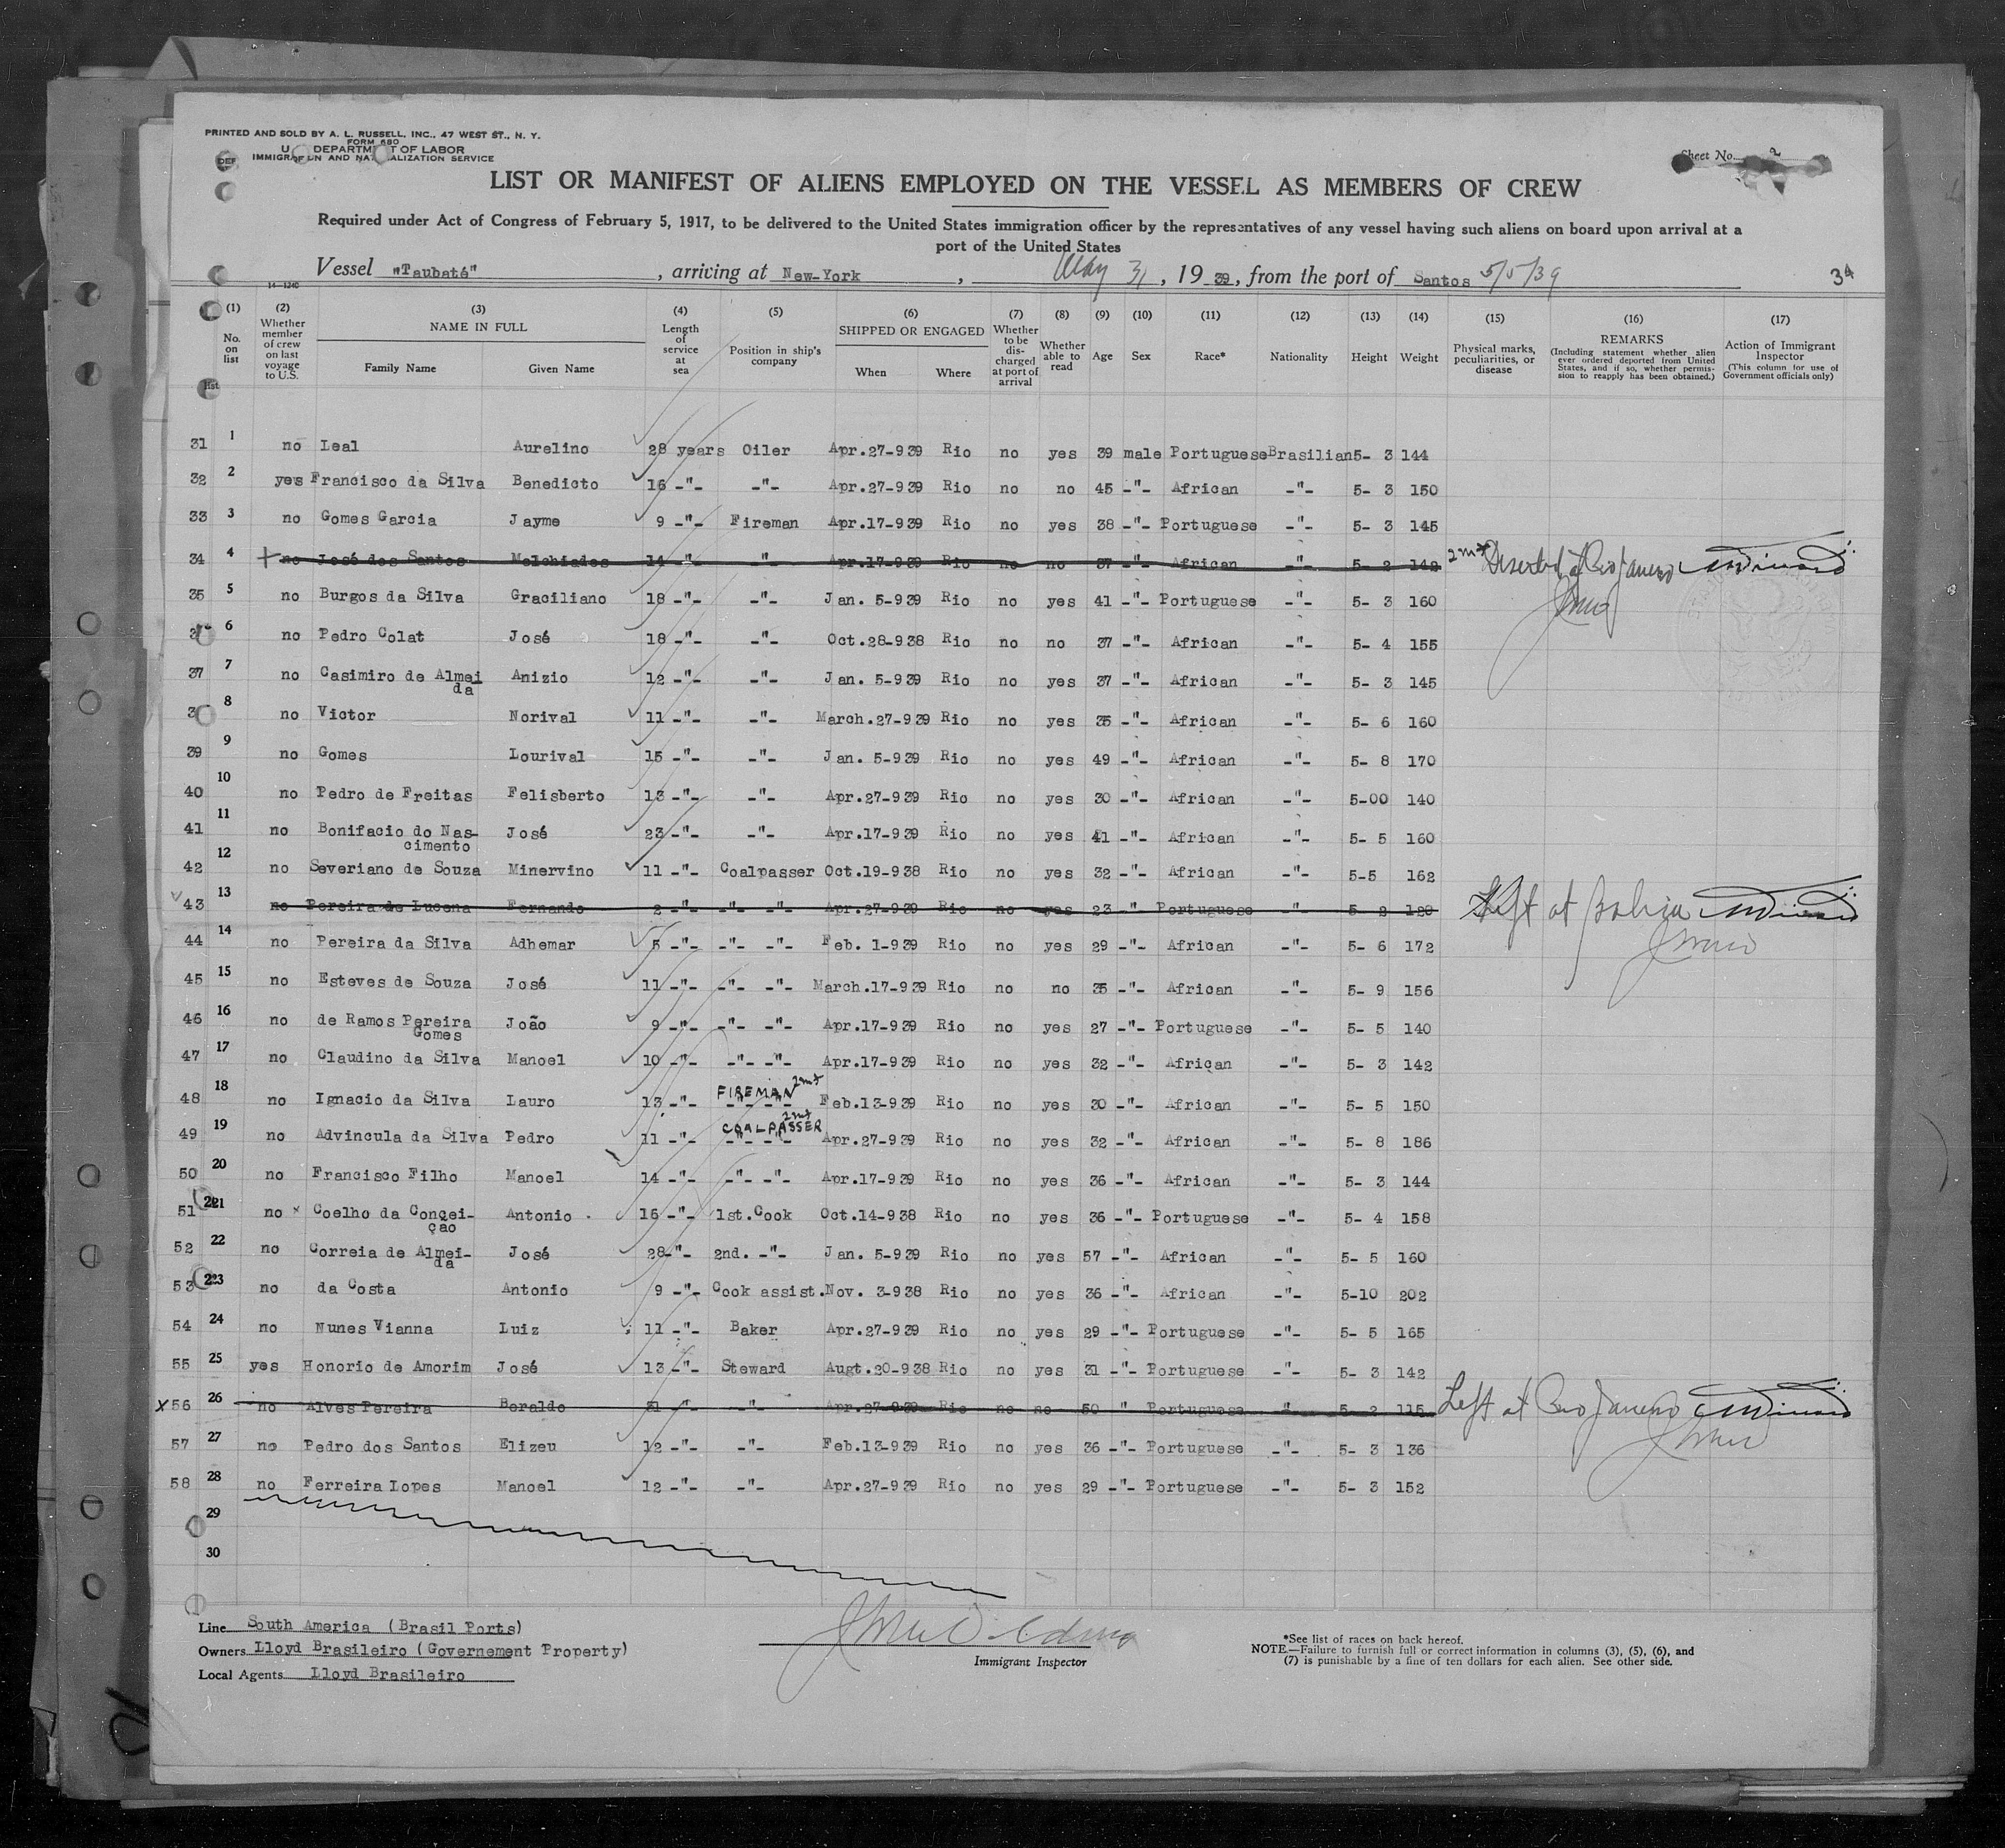 PRINTED AND SOLD BY A. L. RUSSELL, INC., 47 WEST ST., N. Y.
FORM 680
U. DEPARTMENT OF LABOR
IMMIGRATION AND NATURALIZATION SERVICE
Sheet No. 2
LIST OR MANIFEST OF ALIENS EMPLOYED ON THE VESSEL AS MEMBERS OF CREW
Required under Act of Congress of February 5, 1917, to be delivered to the United States immigration officer by the representatives of any vessel having such aliens on board upon arrival at a
port of the United States
Vessel "Taubaté", arriving at New-York, May 31, 1939, from the port of Santos 5/5/39
34
14-1240
(1) No. on list
(2) Whether member of crew on last voyage to U.S.
(3) NAME IN FULL Family Name Given Name
(4) Length of service at sea
(5) Position in ship's company
(6) SHIPPED OR ENGAGED When Where
(7) Whether to be discharged at port of arrival
(8) Whether able to read
(9) Age
(10) Sex
(11) Race*
(12) Nationality
(13) Height
(14) Weight
(15) Physical marks, peculiarities, or disease
(16) REMARKS (Including statement whether alien ever ordered deported from United States, and if so, whether permission to reapply has been obtained.)
(17) Action of Immigrant Inspector (This column for use of Government officials only)
31 1 no Leal Aurelino 28 years Oiler Apr.27-939 Rio no yes 39 male Portuguese Brasilian 5- 3 144
32 2 yes Francisco da Silva Benedicto 16 -"- -"- Apr.27-939 Rio no no 45 -"- African -"- 5- 3 150
33 3 no Gomes Garcia Jayme 9 -"- Fireman Apr.17-939 Rio no yes 38 -"- Portuguese -"- 5- 3 145
34 4 no José dos Santos Melchiades 14 -"- -"- Apr.17-939 Rio no no 37 -"- African -"- 5- 2 142 Deserted at Rio Janeiro
35 5 no Burgos da Silva Graciliano 18 -"- -"- Jan. 5-939 Rio no yes 41 -"- Portuguese -"- 5- 3 160
6 no Pedro Colat José 18 -"- -"- Oct.28-938 Rio no no 37 -"- African -"- 5- 4 155
37 7 no Casimiro de Almeida Anizio 12 -"- -"- Jan. 5-939 Rio no yes 37 -"- African -"- 5- 3 145
8 no Victor Norival 11 -"- -"- March.27-939 Rio no yes 35 -"- African -"- 5- 6 160
39 9 no Gomes Lourival 15 -"- -"- Jan. 5-939 Rio no yes 49 -"- African -"- 5- 8 170
40 10 no Pedro de Freitas Felisberto 13 -"- -"- Apr.27-939 Rio no yes 30 -"- African -"- 5-00 140
41 11 no Bonifacio do Nas-cimento José 23 -"- -"- Apr.17-939 Rio no yes 41 -"- African -"- 5- 5 160
42 12 no Severiano de Souza Minervino 11 -"- Coalpasser Oct.19-938 Rio no yes 32 -"- African -"- 5-5 162
43 13 no Pereira de Lucena Fernando 2 -"- -"- -"- Apr.27-939 Rio no yes 23 -"- Portuguese -"- 5- 2 120 Left at Bahia
44 14 no Pereira da Silva Adhemar 5 -"- -"- -"- Feb. 1-939 Rio no yes 29 -"- African -"- 5- 6 172
45 15 no Esteves de Souza José 11 -"- -"- -"- March.17-939 Rio no no 35 -"- African -"- 5- 9 156
46 16 no de Ramos Pereira Gomes João 9 -"- -"- -"- Apr.17-939 Rio no yes 27 -"- Portuguese -"- 5- 5 140
47 17 no Claudino da Silva Manoel 10 -"- -"- -"- Apr.17-939 Rio no yes 32 -"- African -"- 5- 3 142
48 18 no Ignacio da Silva Lauro 13 -"- FIREMAN Feb.13-939 Rio no yes 30 -"- African -"- 5- 5 150
49 19 no Advincula da Silva Pedro 11 -"- COALPASSER Apr.27-939 Rio no yes 32 -"- African -"- 5- 8 186
50 20 no Francisco Filho Manoel 14 -"- -"- -"- Apr.17-939 Rio no yes 36 -"- African -"- 5- 3 144
51 21 no Coelho da Concei-ção Antonio 16 -"- 1st.Cook Oct.14-938 Rio no yes 36 -"- Portuguese -"- 5- 4 158
52 22 no Correia de Almei-da José 28-"- 2nd. -"- Jan. 5-939 Rio no yes 57 -"- African -"- 5- 5 160
53 23 no da Costa Antonio 9 -"- Cook assist. Nov. 3-938 Rio no yes 36 -"- African -"- 5-10 202
54 24 no Nunes Vianna Luiz 11 -"- Baker Apr.27-939 Rio no yes 29 -"- Portuguese -"- 5- 5 165
55 25 yes Honorio de Amorim José 13 -"- Steward Augt.20-938 Rio no yes 31 -"- Portuguese -"- 5- 3 142
X 56 26 no Alves Pereira Beraldo -"- -"- Apr.27-939 Rio no no 50 " Portuguese -"- 5- 2 115 Left at Rio Janeiro
57 27 no Pedro dos Santos Elizeu 12 -"- -"- Feb.13-939 Rio no yes 36 -"- Portuguese -"- 5- 3 136
58 28 no Ferreira Lopes Manoel 12 -"- -"- Apr.27-939 Rio no yes 29 -"- Portuguese -"- 5- 3 152
29
30
Line South America (Brasil Ports)
Owners Lloyd Brasileiro (Governement Property)
Local Agents Lloyd Brasileiro
Immigrant Inspector
*See list of races on back hereof.
NOTE—Failure to furnish full or correct information in columns (3), (5), (6), and
(7) is punishable by a fine of ten dollars for each alien. See other side.